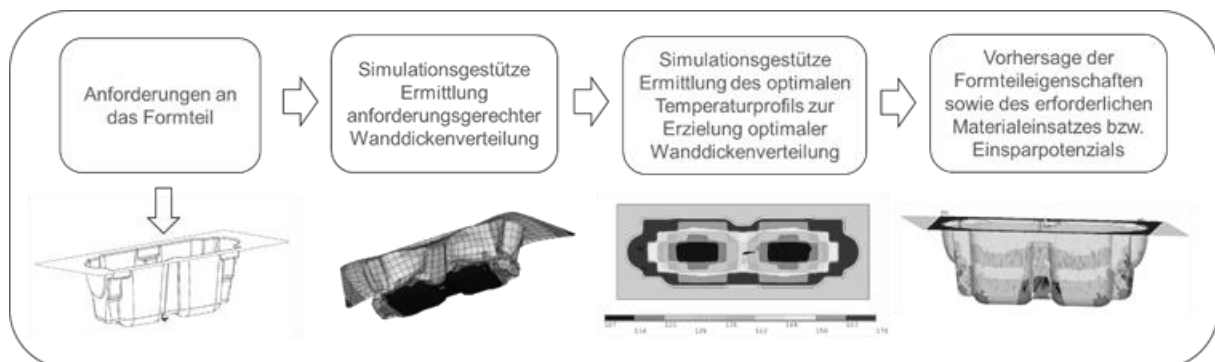 Anforderungen an
das Formteil
Simulationsgestütze
Ermittlung
anforderungsgerechter
Wanddickenverteilung
Simulationsgestütze
Ermittlung des optimalen
Temperaturprofils zur
Erzielung optimaler
Wanddickenverteilung
Vorhersage der
Formteileigenschaften
sowie des erforderlichen
Materialeinsatzes bzw.
Einsparpotenzials